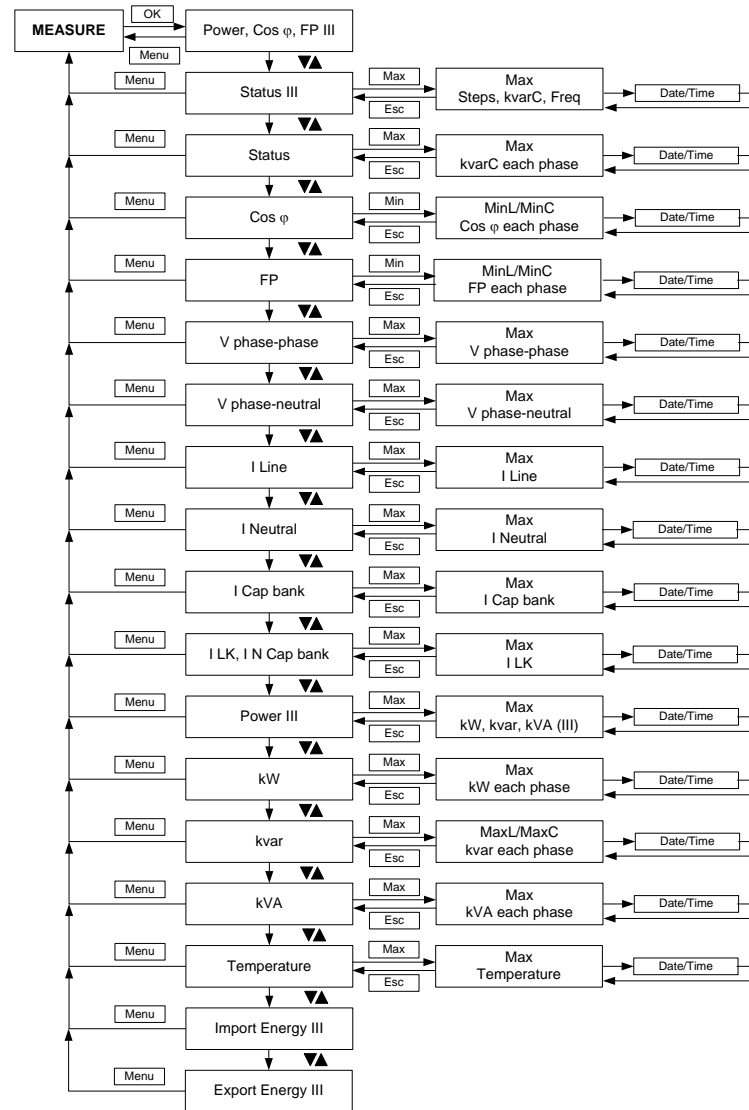 MEASURE
OK
Menu
Power, Cos φ, FP III
▼▲
Menu
Status III
Max
Esc
Max
Steps, kvarC, Freq
Date/Time
▼▲
Menu
Status
Max
Esc
Max
kvarC each phase
Date/Time
▼▲
Menu
Cos φ
Min
Esc
MinL/MinC
Cos φ each phase
Date/Time
▼▲
Menu
FP
Min
Esc
MinL/MinC
FP each phase
Date/Time
▼▲
Menu
V phase-phase
Max
Esc
Max
V phase-phase
Date/Time
▼▲
Menu
V phase-neutral
Max
Esc
Max
V phase-neutral
Date/Time
▼▲
Menu
I Line
Max
Esc
Max
I Line
Date/Time
▼▲
Menu
I Neutral
Max
Esc
Max
I Neutral
Date/Time
▼▲
Menu
I Cap bank
Max
Esc
Max
I Cap bank
Date/Time
▼▲
Menu
I LK, I N Cap bank
Max
Esc
Max
I LK
Date/Time
▼▲
Menu
Power III
Max
Esc
Max
kW, kvar, kVA (III)
Date/Time
▼▲
Menu
kW
Max
Esc
Max
kW each phase
Date/Time
▼▲
Menu
kvar
Max
Esc
MaxL/MaxC
kvar each phase
Date/Time
▼▲
Menu
kVA
Max
Esc
Max
kVA each phase
Date/Time
▼▲
Menu
Temperature
Max
Esc
Max
Temperature
Date/Time
▼▲
Menu
Import Energy III
▼▲
Menu
Export Energy III